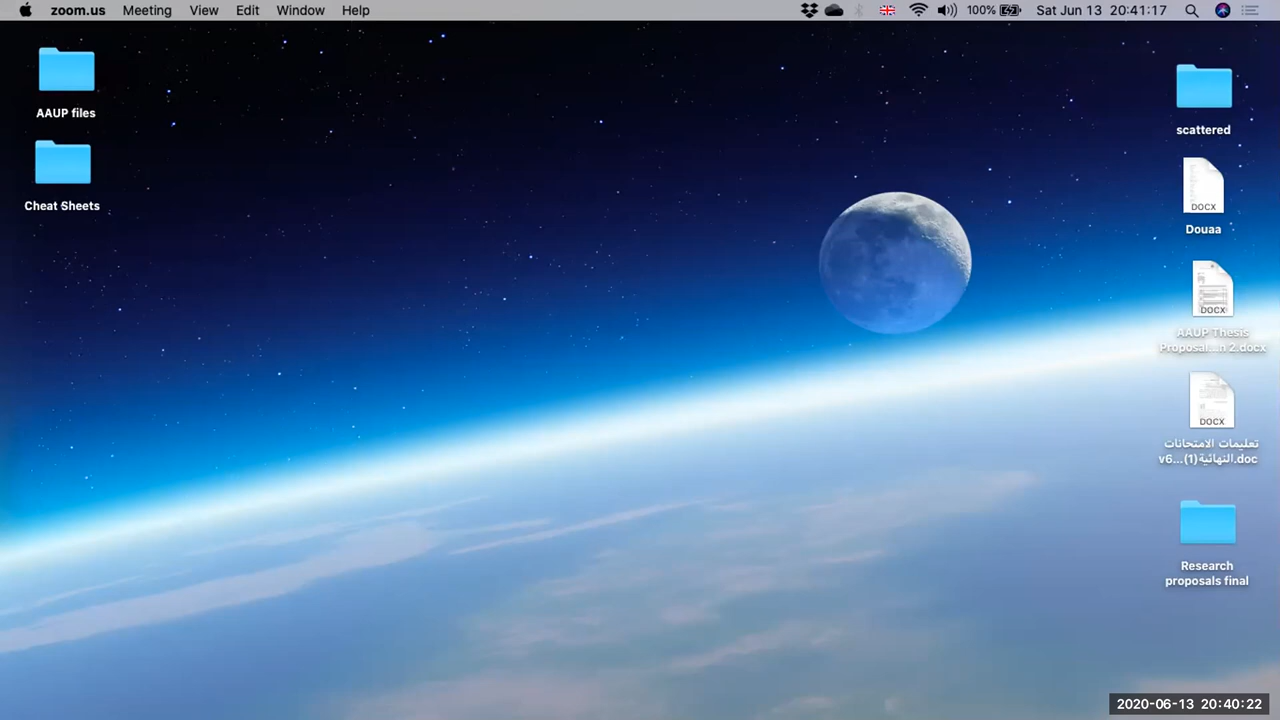 zoom.us Meeting View Edit Window Help 100% Sat Jun 13 20:41:17
AAUP files
Cheat Sheets
scattered
DOCX
Douaa
DOCX
AAUP Thesis
Proposal...n 2.docx
DOCX
تعليمات الامتحانات
v6...(1)النهائية.doc
Research
proposals final
2020-06-13 20:40:22